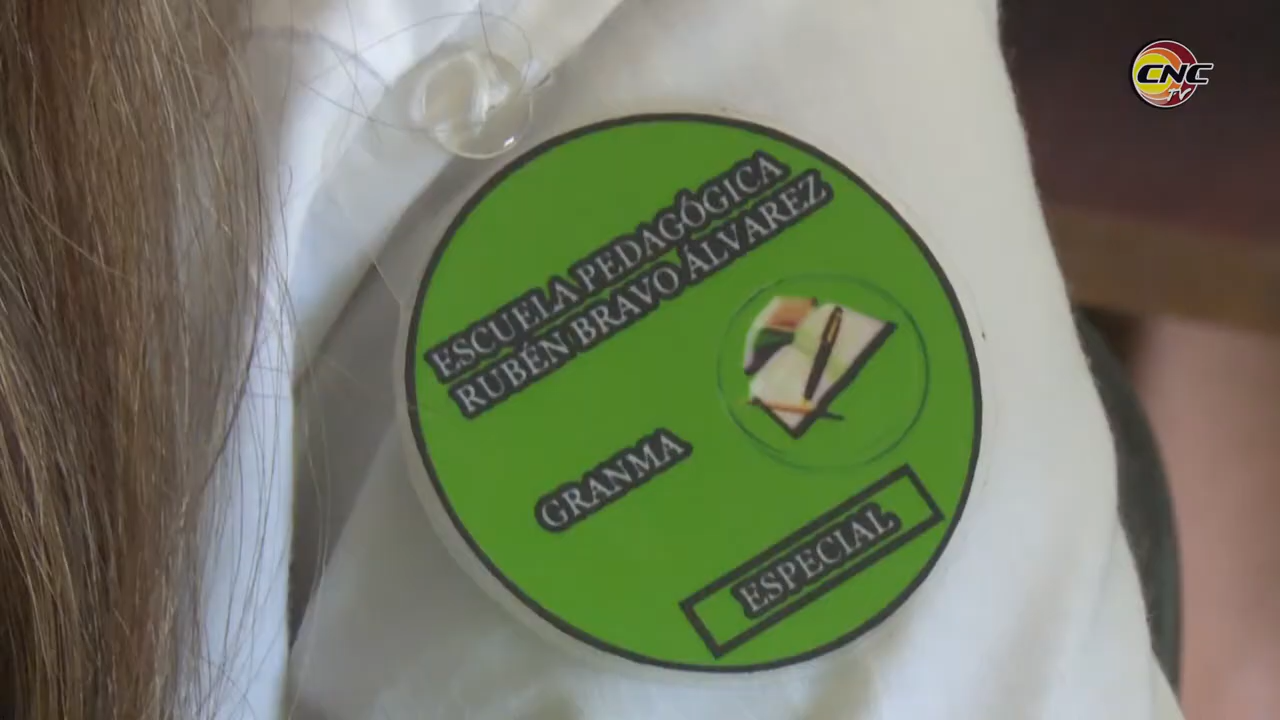 CNC
TV
ESCUELA PEDAGÓGICA
RUBÉN BRAVO ÁLVAREZ
GRANMA
ESPECIAL